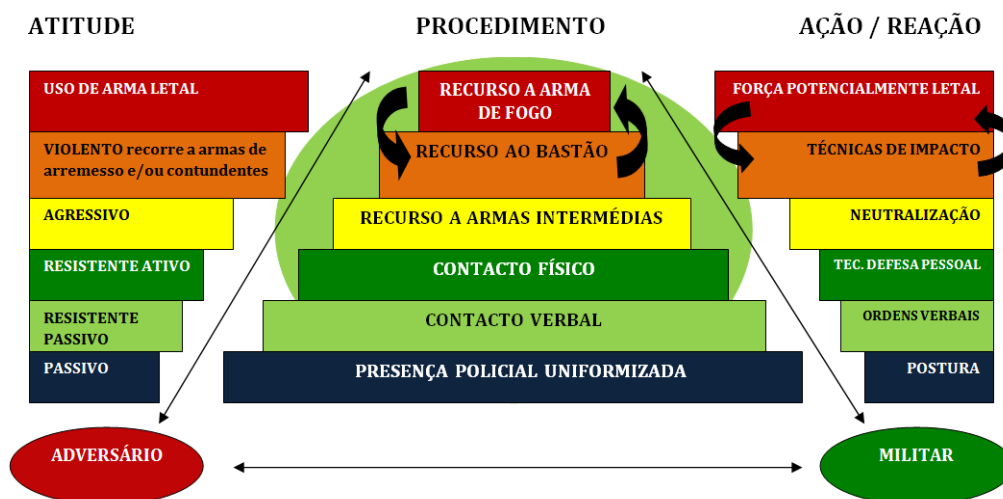 ATITUDE
PROCEDIMENTO
AÇÃO / REAÇÃO
USO DE ARMA LETAL
RECURSO A ARMA
DE FOGO
FORÇA POTENCIALMENTE LETAL
VIOLENTO recorre a armas de
arremesso e/ou contundentes
RECURSO AO BASTÃO
TÉCNICAS DE IMPACTO
AGRESSIVO
RECURSO A ARMAS INTERMÉDIAS
NEUTRALIZAÇÃO
RESISTENTE ATIVO
CONTACTO FÍSICO
TEC. DEFESA PESSOAL
RESISTENTE
PASSIVO
CONTACTO VERBAL
ORDENS VERBAIS
PASSIVO
PRESENÇA POLICIAL UNIFORMIZADA
POSTURA
ADVERSÁRIO
MILITAR